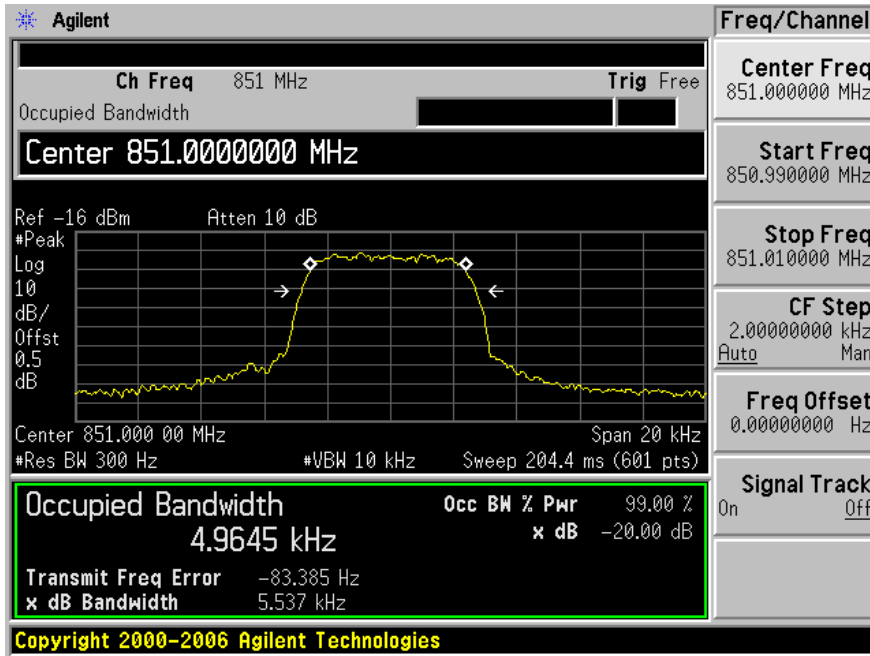 Agilent
Freq/Channel
Ch Freq 851 MHz Trig Free
Occupied Bandwidth
Center 851.0000000 MHz
Ref -16 dBm Atten 10 dB
#Peak
Log
10
dB/
Offst
0.5
dB
Center 851.000 00 MHz Span 20 kHz
#Res BW 300 Hz #VBW 10 kHz Sweep 204.4 ms (601 pts)
Occupied Bandwidth Occ BW % Pwr 99.00 %
4.9645 kHz x dB -20.00 dB
Transmit Freq Error -83.385 Hz
x dB Bandwidth 5.537 kHz
Copyright 2000-2006 Agilent Technologies
Center Freq
851.000000 MHz
Start Freq
850.990000 MHz
Stop Freq
851.010000 MHz
CF Step
2.00000000 kHz
Auto Man
Freq Offset
0.00000000 Hz
Signal Track
On Off